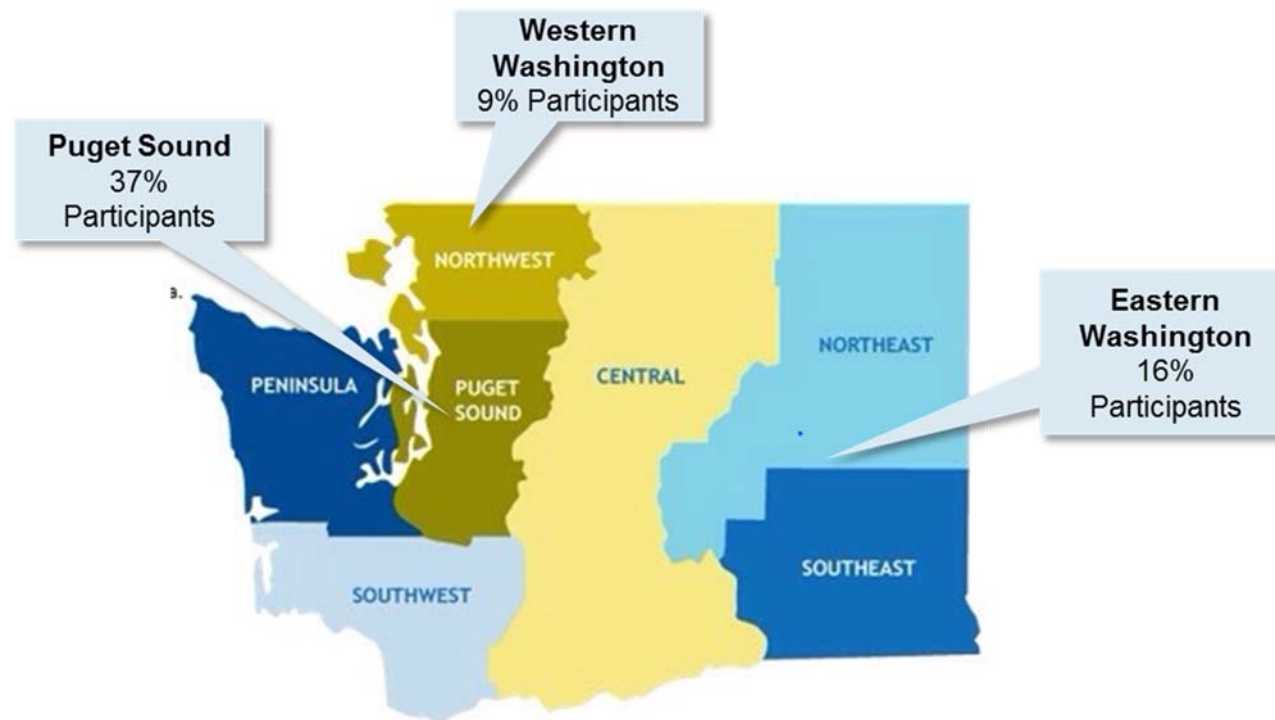 Western
Washington
9% Participants
Puget Sound
37%
Participants
NORTHWEST
Eastern
Washington
16%
Participants
PENINSULA
PUGET
SOUND
CENTRAL
NORTHEAST
SOUTHWEST
SOUTHEAST